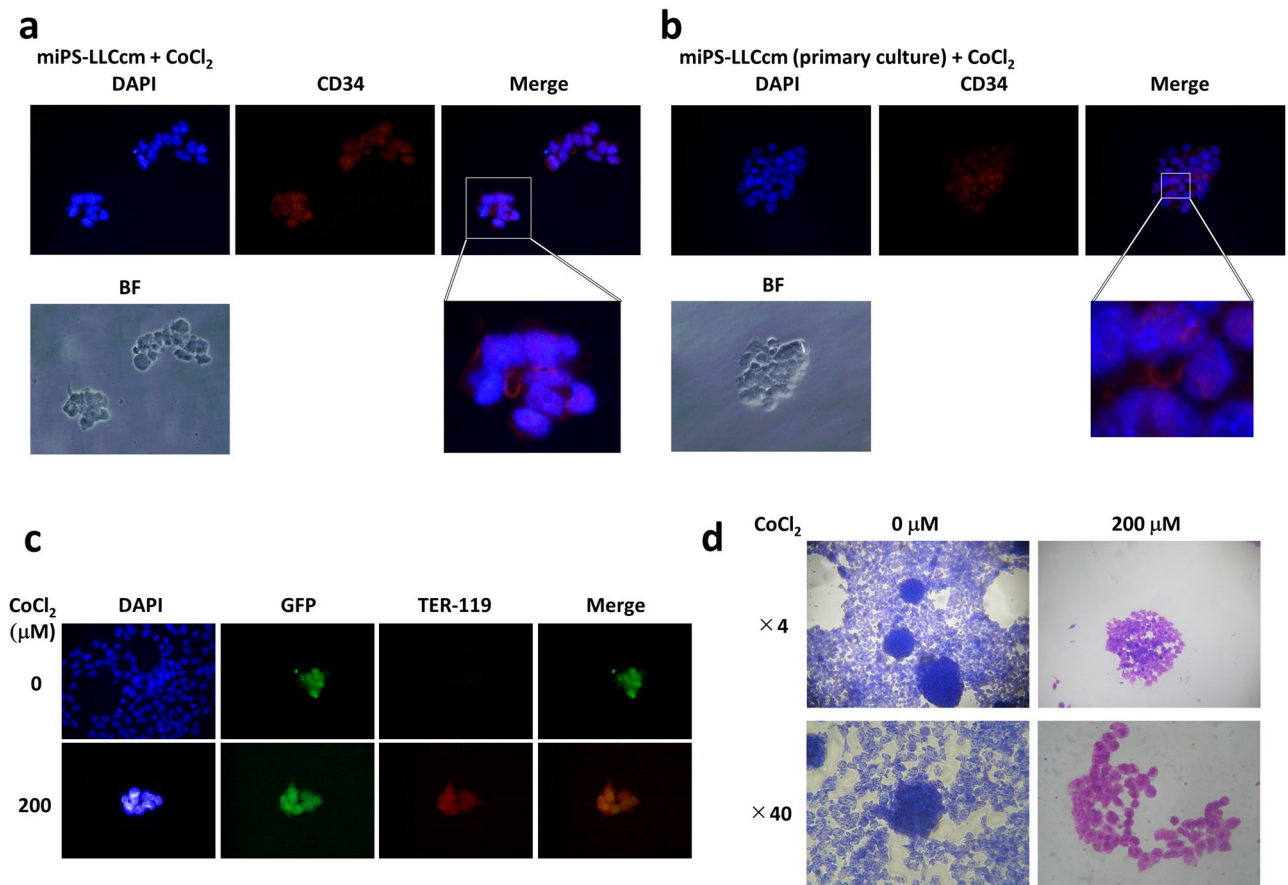 a
miPS-LLCcm + CoCl₂
DAPI CD34 Merge
BF
b
miPS-LLCcm (primary culture) + CoCl₂
DAPI CD34 Merge
BF
c
CoCl₂ (μM) DAPI GFP TER-119 Merge
0
200
d
CoCl₂ 0 μM 200 μM
×4
×40